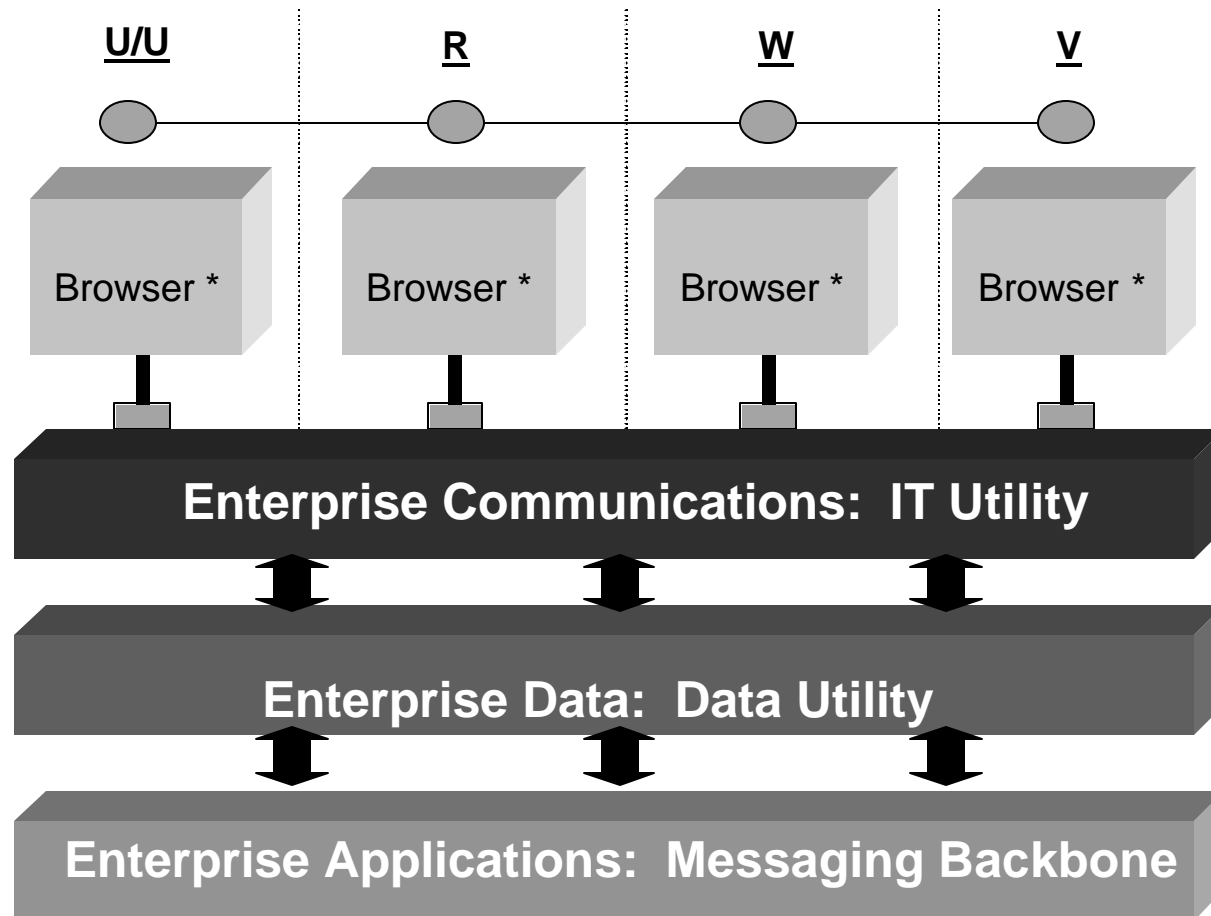 U/U R W V
Browser * Browser * Browser * Browser *
Enterprise Communications: IT Utility
Enterprise Data: Data Utility
Enterprise Applications: Messaging Backbone